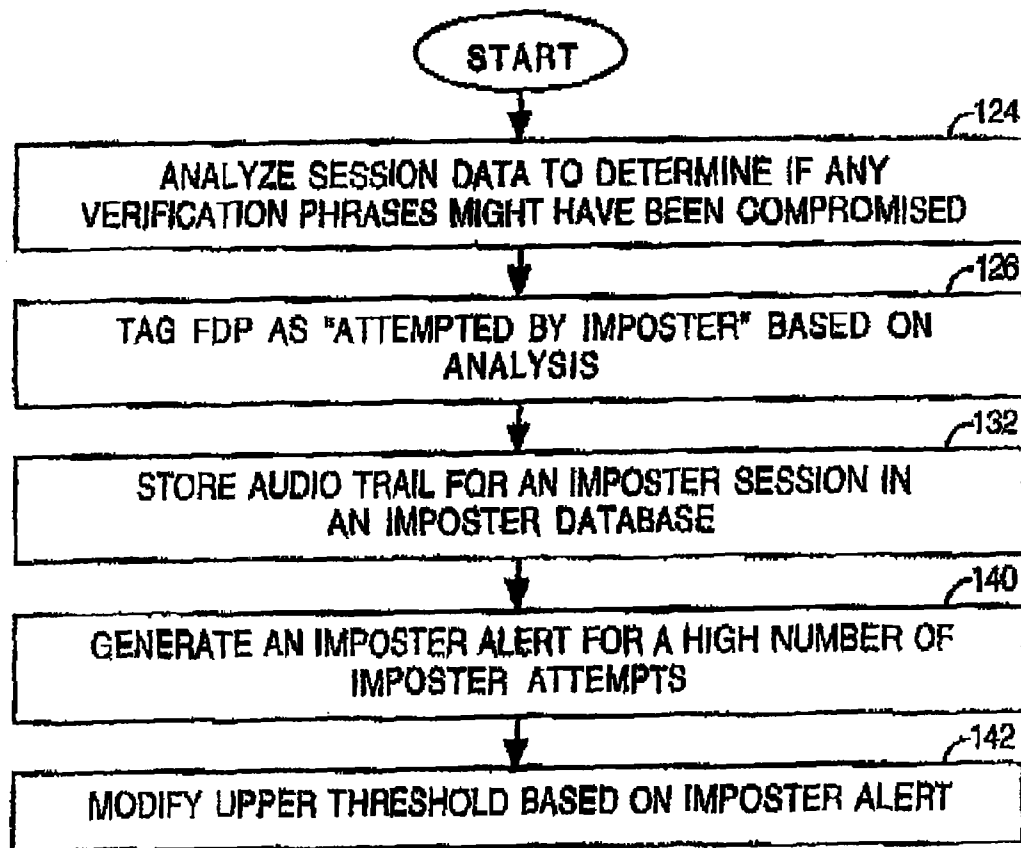 START
124
ANALYZE SESSION DATA TO DETERMINE IF ANY
VERIFICATION PHRASES MIGHT HAVE BEEN COMPROMISED
126
TAG FDP AS "ATTEMPTED BY IMPOSTER" BASED ON
ANALYSIS
132
STORE AUDIO TRAIL FOR AN IMPOSTER SESSION IN
AN IMPOSTER DATABASE
140
GENERATE AN IMPOSTER ALERT FOR A HIGH NUMBER OF
IMPOSTER ATTEMPTS
142
MODIFY UPPER THRESHOLD BASED ON IMPOSTER ALERT